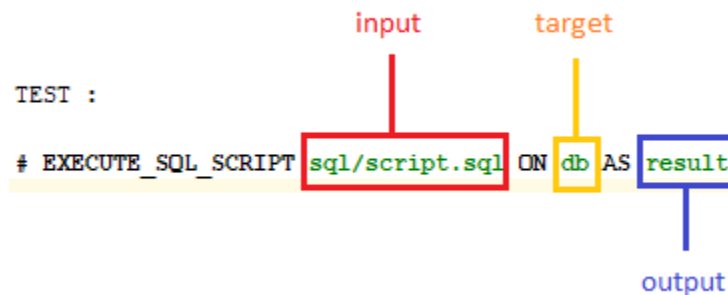 input target
TEST :
# EXECUTE_SQL_SCRIPT sql/script.sql ON db AS result
output